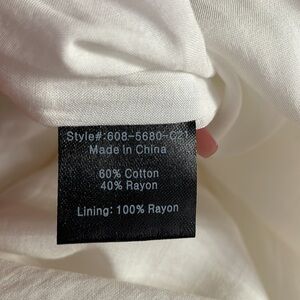 Style#:608-5680-C21
Made in China
60% Cotton
40% Rayon
Lining: 100% Rayon